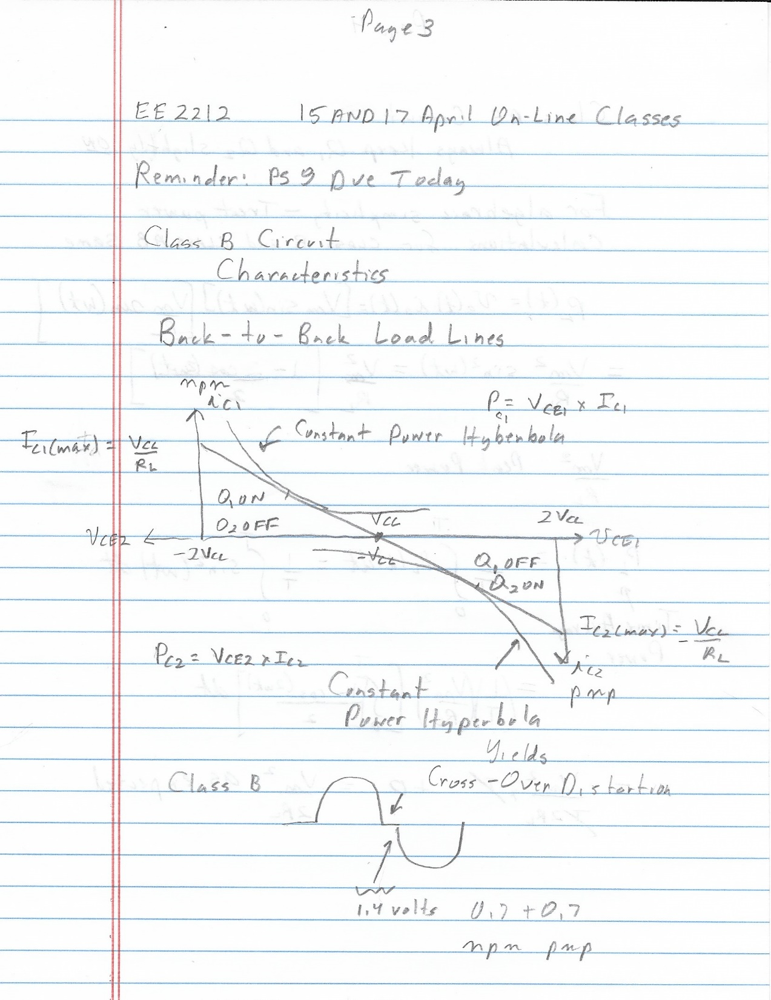 Page 3
EE 2212 15 AND 17 April On-Line Classes
Reminder: PS 9 Due Today
Class B Circuit
Characteristics
Back-to-Back Load Lines
npn
iC1
PC1 = VCE1 x IC1
Constant Power Hyberbola
IC1(max) = VCC/RL
Q1 ON
Q2 OFF
VCC
2VCC
VCE2
vCE1
-2VCC
-VCC
Q1 OFF
Q2 ON
IC2(max) = -VCC/RL
PC2 = VCE2 x IC2
iC2
pnp
Constant
Power Hyperbola
Yields
Class B Cross-Over Distortion
1.4 volts 0.7 + 0.7
npn pnp